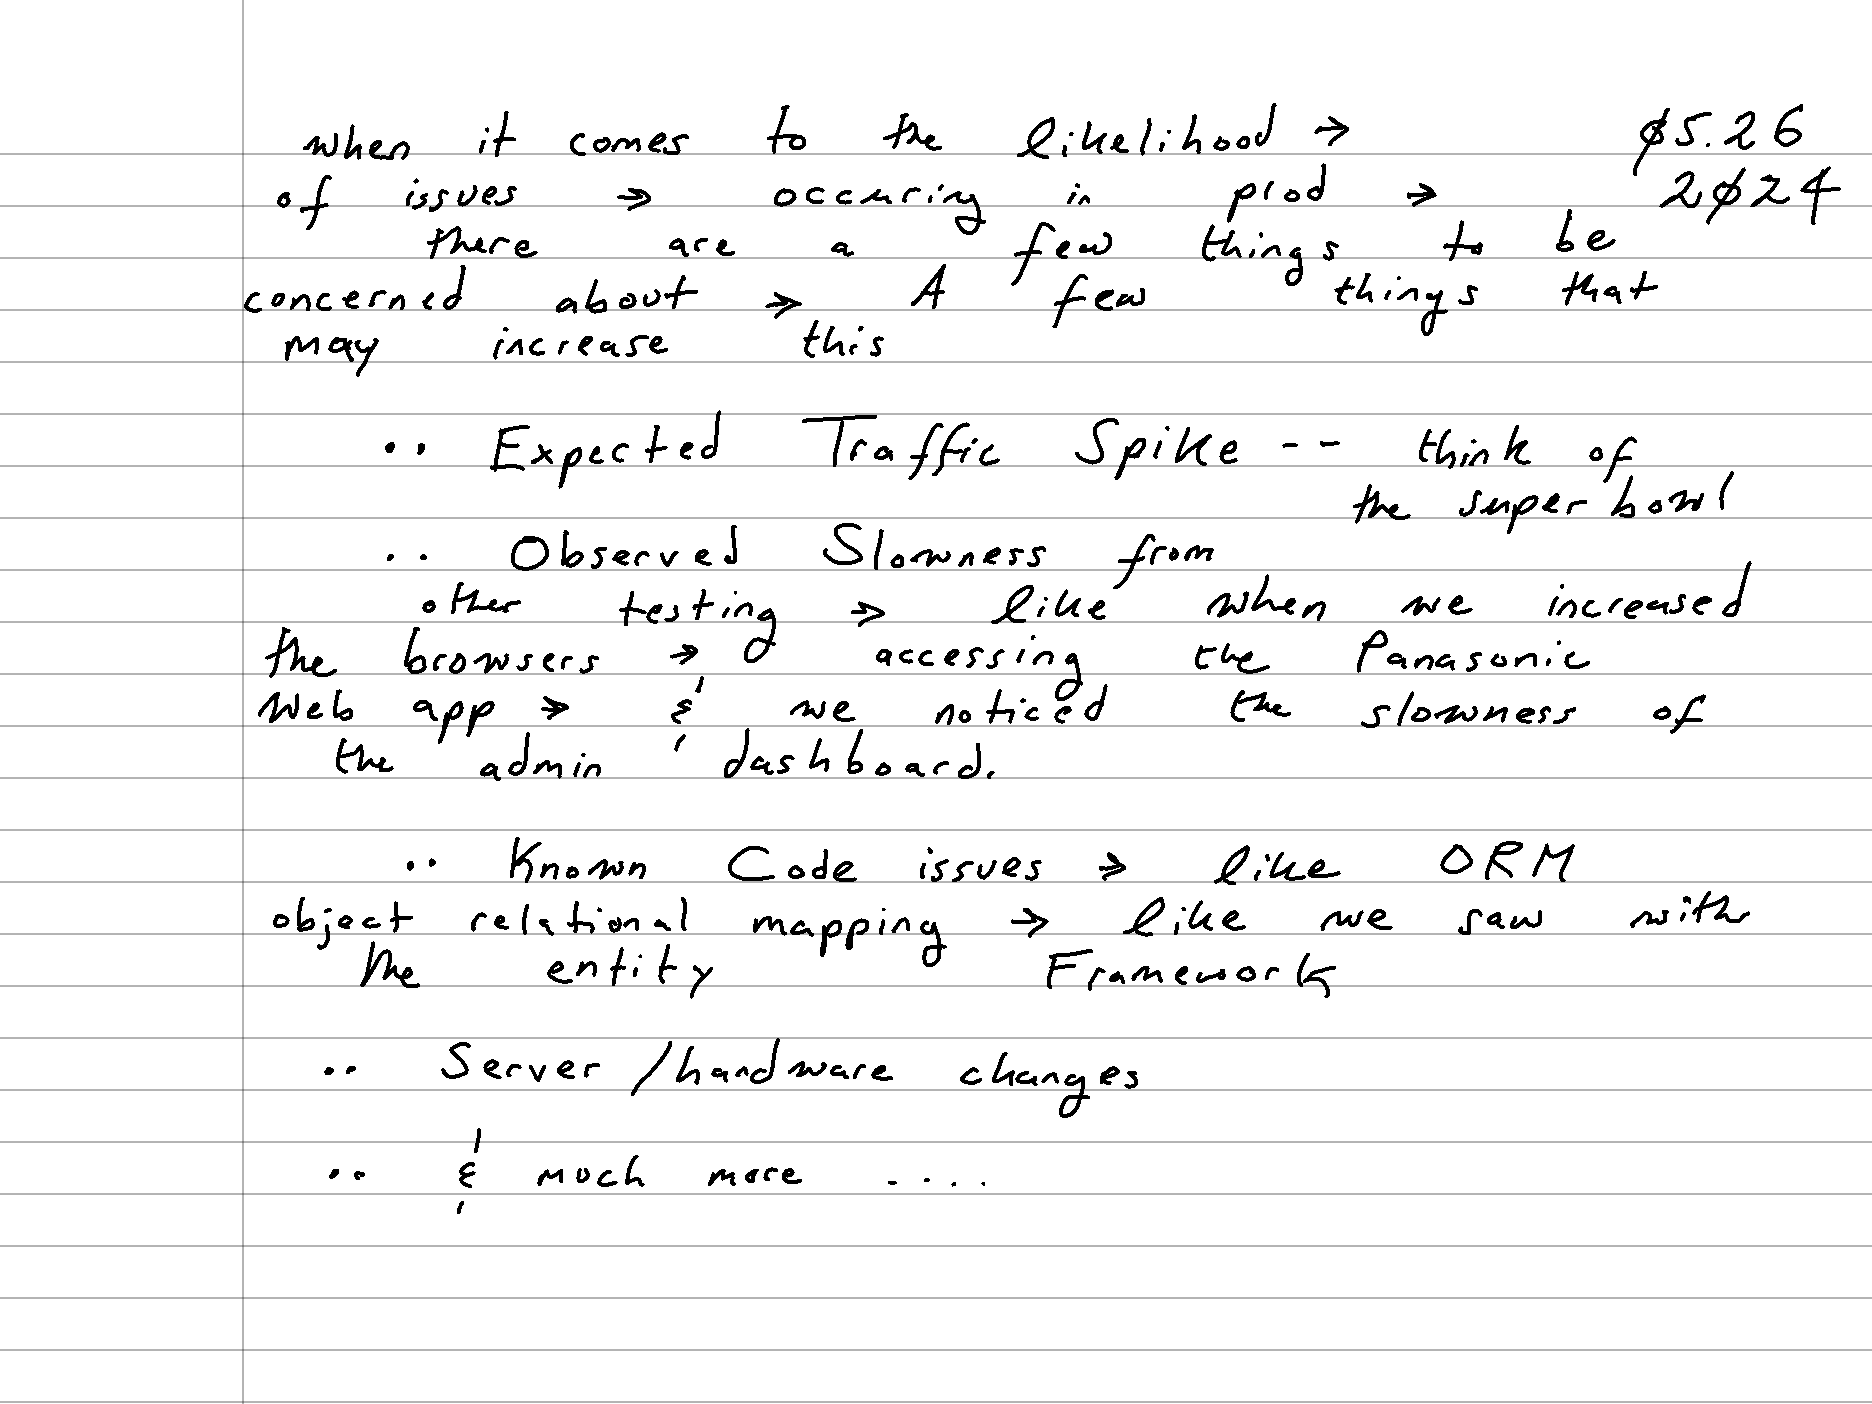 when it comes to the likelihood → ø5.26
of issues → occuring in prod → 2ø24
there are a few things to be
concerned about → A few things that
may increase this
.. Expected Traffic Spike -- think of
the super bowl
.. Observed Slowness from
other testing → like when we increased
the browsers → accessing the Panasonic
Web app → & we noticed the slowness of
the admin dashboard.
.. Known Code issues → like ORM
object relational mapping → like we saw with
the entity Framework
.. Server /hardware changes
.. & much more ....